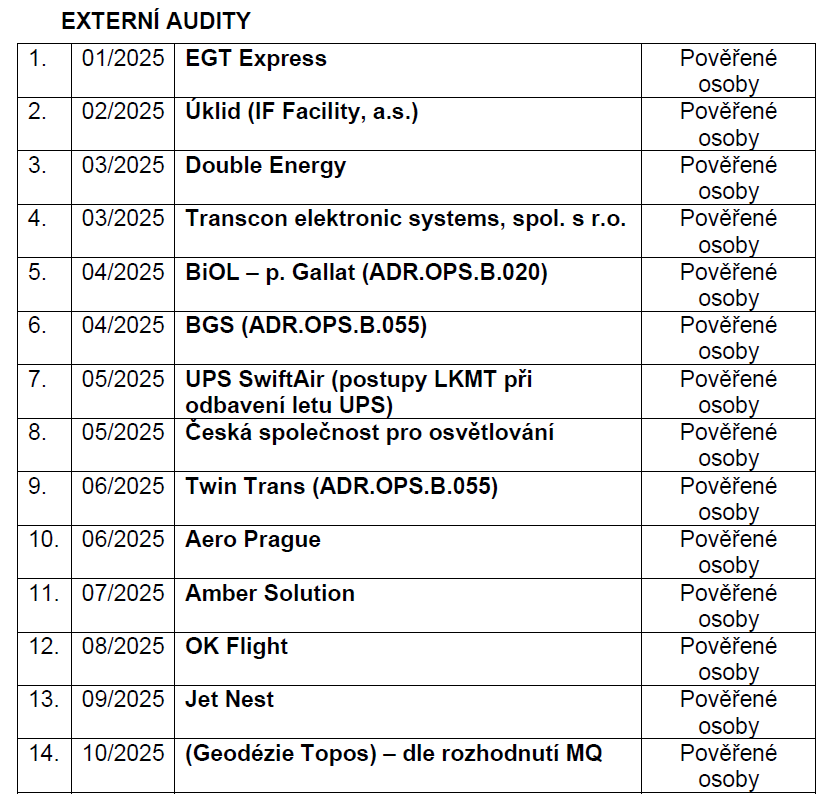 EXTERNÍ AUDITY
1. 01/2025 EGT Express Pověřené
osoby
2. 02/2025 Úklid (IF Facility, a.s.) Pověřené
osoby
3. 03/2025 Double Energy Pověřené
osoby
4. 03/2025 Transcon elektronic systems, spol. s r.o. Pověřené
osoby
5. 04/2025 BiOL – p. Gallat (ADR.OPS.B.020) Pověřené
osoby
6. 04/2025 BGS (ADR.OPS.B.055) Pověřené
osoby
7. 05/2025 UPS SwiftAir (postupy LKMT při Pověřené
odbavení letu UPS) osoby
8. 05/2025 Česká společnost pro osvětlování Pověřené
osoby
9. 06/2025 Twin Trans (ADR.OPS.B.055) Pověřené
osoby
10. 06/2025 Aero Prague Pověřené
osoby
11. 07/2025 Amber Solution Pověřené
osoby
12. 08/2025 OK Flight Pověřené
osoby
13. 09/2025 Jet Nest Pověřené
osoby
14. 10/2025 (Geodézie Topos) – dle rozhodnutí MQ Pověřené
osoby